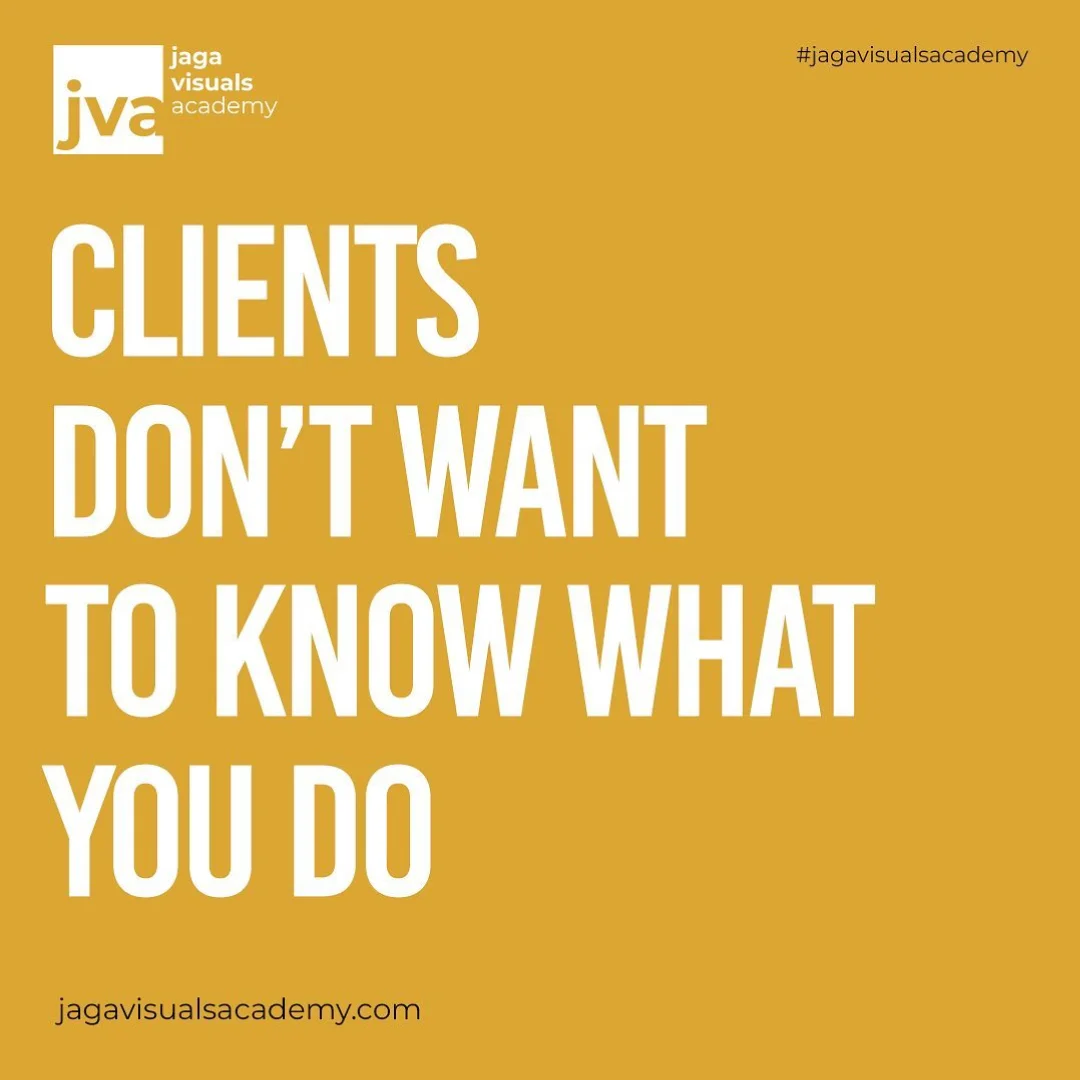 jva
jaga
visuals
academy
#jagavisualsacademy
CLIENTS
DON’T WANT
TO KNOW WHAT
YOU DO
jagavisualsacademy.com